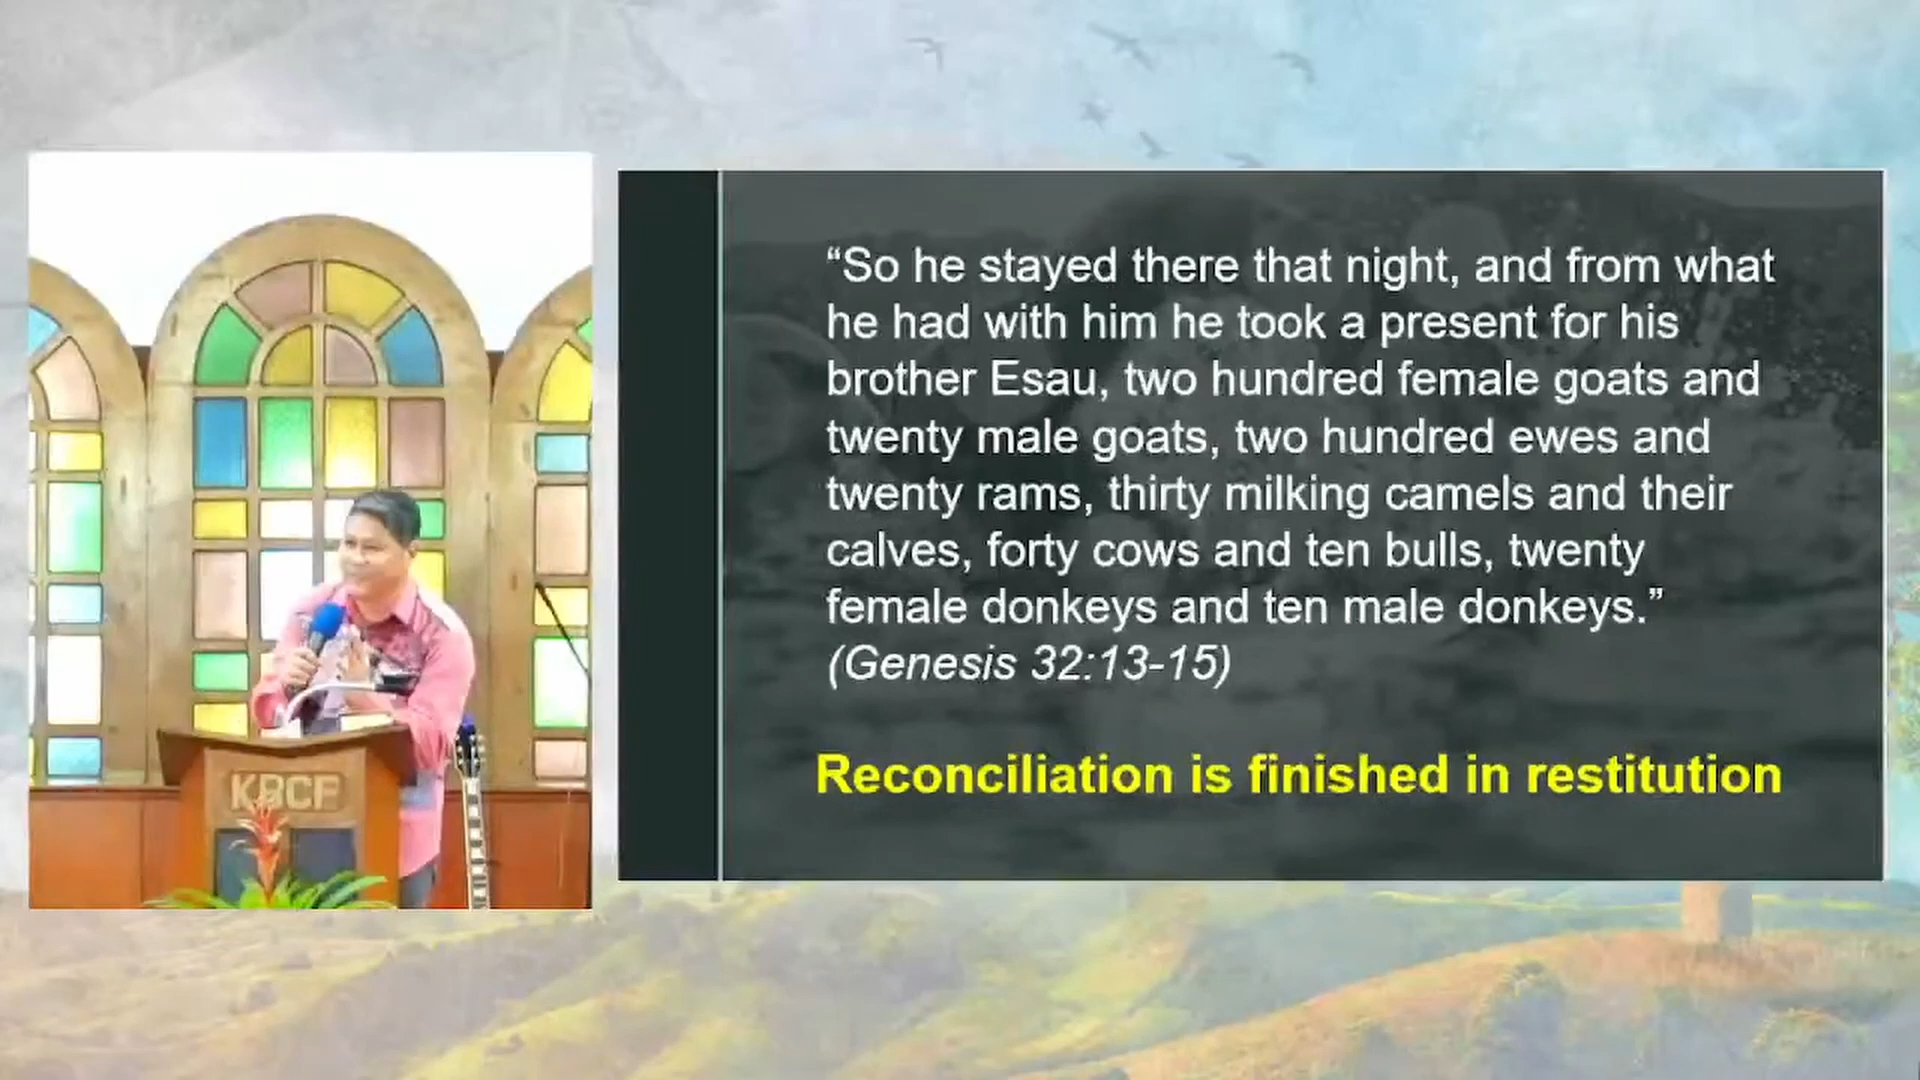 KBCF
“So he stayed there that night, and from what
he had with him he took a present for his
brother Esau, two hundred female goats and
twenty male goats, two hundred ewes and
twenty rams, thirty milking camels and their
calves, forty cows and ten bulls, twenty
female donkeys and ten male donkeys.”
(Genesis 32:13-15)
Reconciliation is finished in restitution